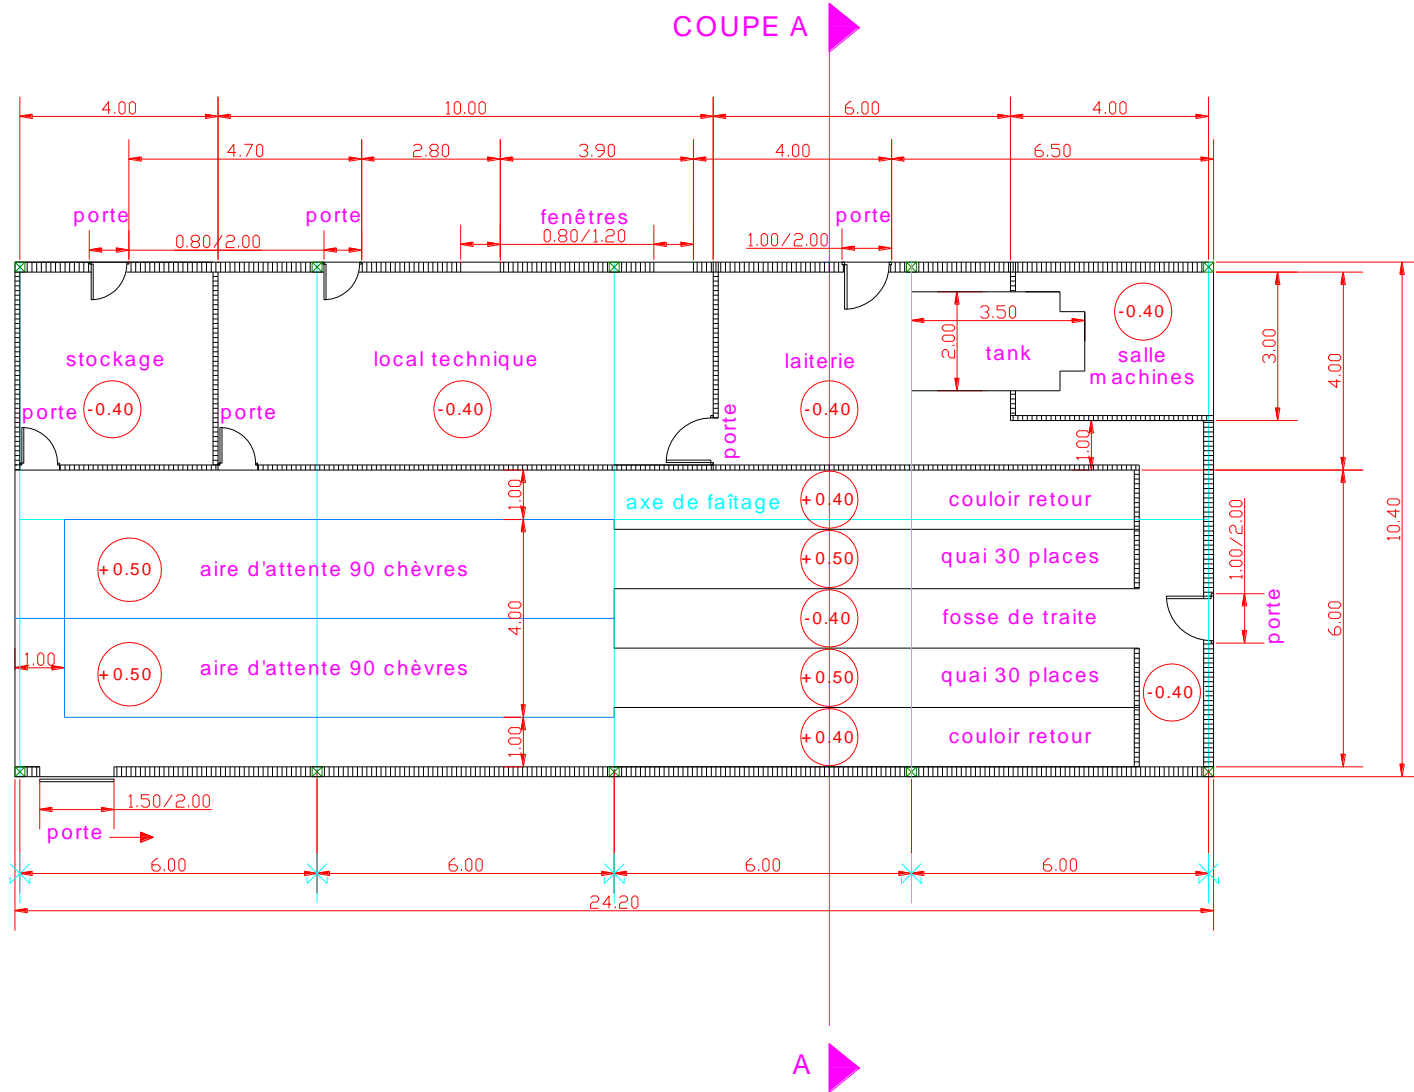 COUPE A
4.00
10.00
6.00
4.00
4.70
2.80
3.90
4.00
6.50
porte
porte
fenêtres
porte
0.80/2.00
0.80/1.20
1.00/2.00
stockage
local technique
laiterie
tank
salle
machines
-0.40
3.50
2.00
3.00
4.00
10.40
porte
-0.40
porte
-0.40
porte
-0.40
1.00
1.00
axe de faîtage
+0.40
couloir retour
+0.50
aire d'attente 90 chèvres
+0.50
quai 30 places
1.00/2.00
4.00
-0.40
fosse de traite
porte
6.00
1.00
+0.50
aire d'attente 90 chèvres
+0.50
quai 30 places
-0.40
1.00
+0.40
couloir retour
1.50/2.00
porte
6.00
6.00
6.00
6.00
24.20
A